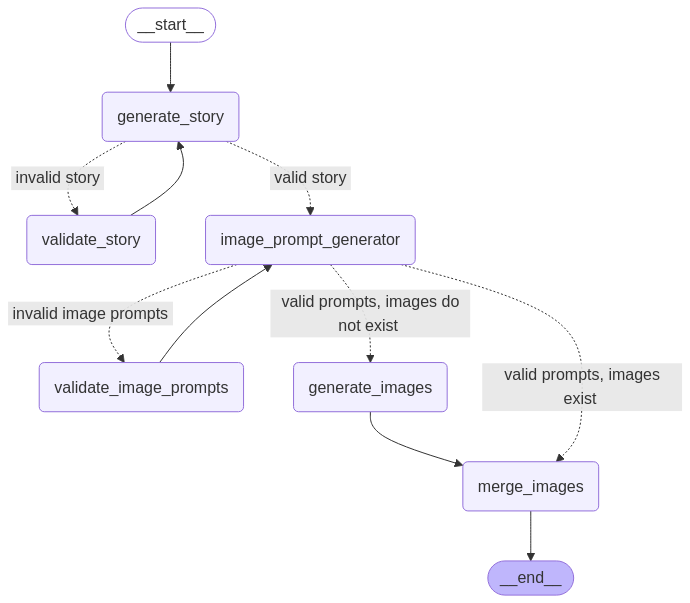 __start__
generate_story
invalid story
valid story
validate_story
image_prompt_generator
invalid image prompts
valid prompts, images do
not exist
validate_image_prompts
generate_images
valid prompts, images
exist
merge_images
__end__